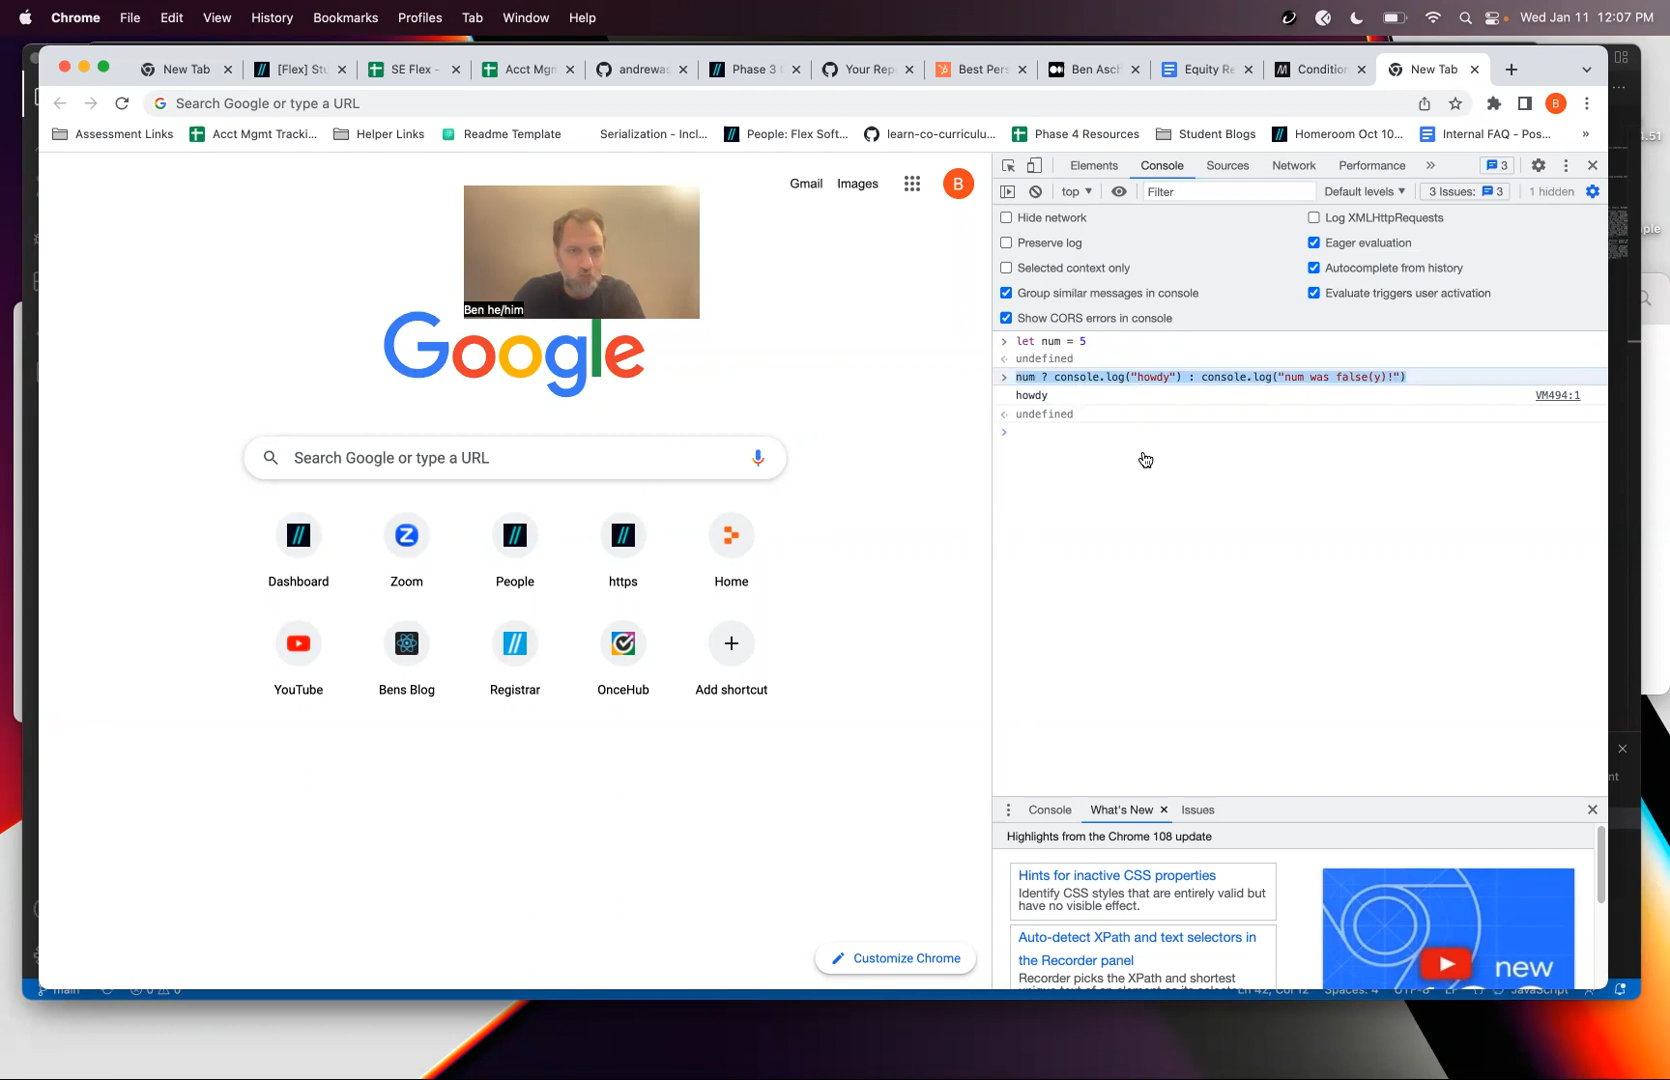 Chrome File Edit View History Bookmarks Profiles Tab Window Help Wed Jan 11 12:07 PM
New Tab [Flex] Stu SE Flex - Acct Mgm andrewas Phase 3 Your Rep Best Pers Ben Asch Equity Re Condition New Tab
Search Google or type a URL B
Assessment Links Acct Mgmt Tracki... Helper Links Readme Template Serialization - Incl... People: Flex Soft... learn-co-curriculu... Phase 4 Resources Student Blogs Homeroom Oct 10... Internal FAQ - Pos... »
Gmail Images B
Ben he/him
Google
Search Google or type a URL
Dashboard Zoom People https Home
YouTube Bens Blog Registrar OnceHub Add shortcut
Customize Chrome
Elements Console Sources Network Performance » 3
top Filter Default levels 3 Issues: 3 1 hidden
Hide network Log XMLHttpRequests
Preserve log Eager evaluation
Selected context only Autocomplete from history
Group similar messages in console Evaluate triggers user activation
Show CORS errors in console
let num = 5
undefined
num ? console.log("howdy") : console.log("num was false(y)!")
howdy VM494:1
undefined
Console What's New Issues
Highlights from the Chrome 108 update
Hints for inactive CSS properties
Identify CSS styles that are entirely valid but
have no visible effect.
Auto-detect XPath and text selectors in
the Recorder panel
Recorder picks the XPath and shortest
new